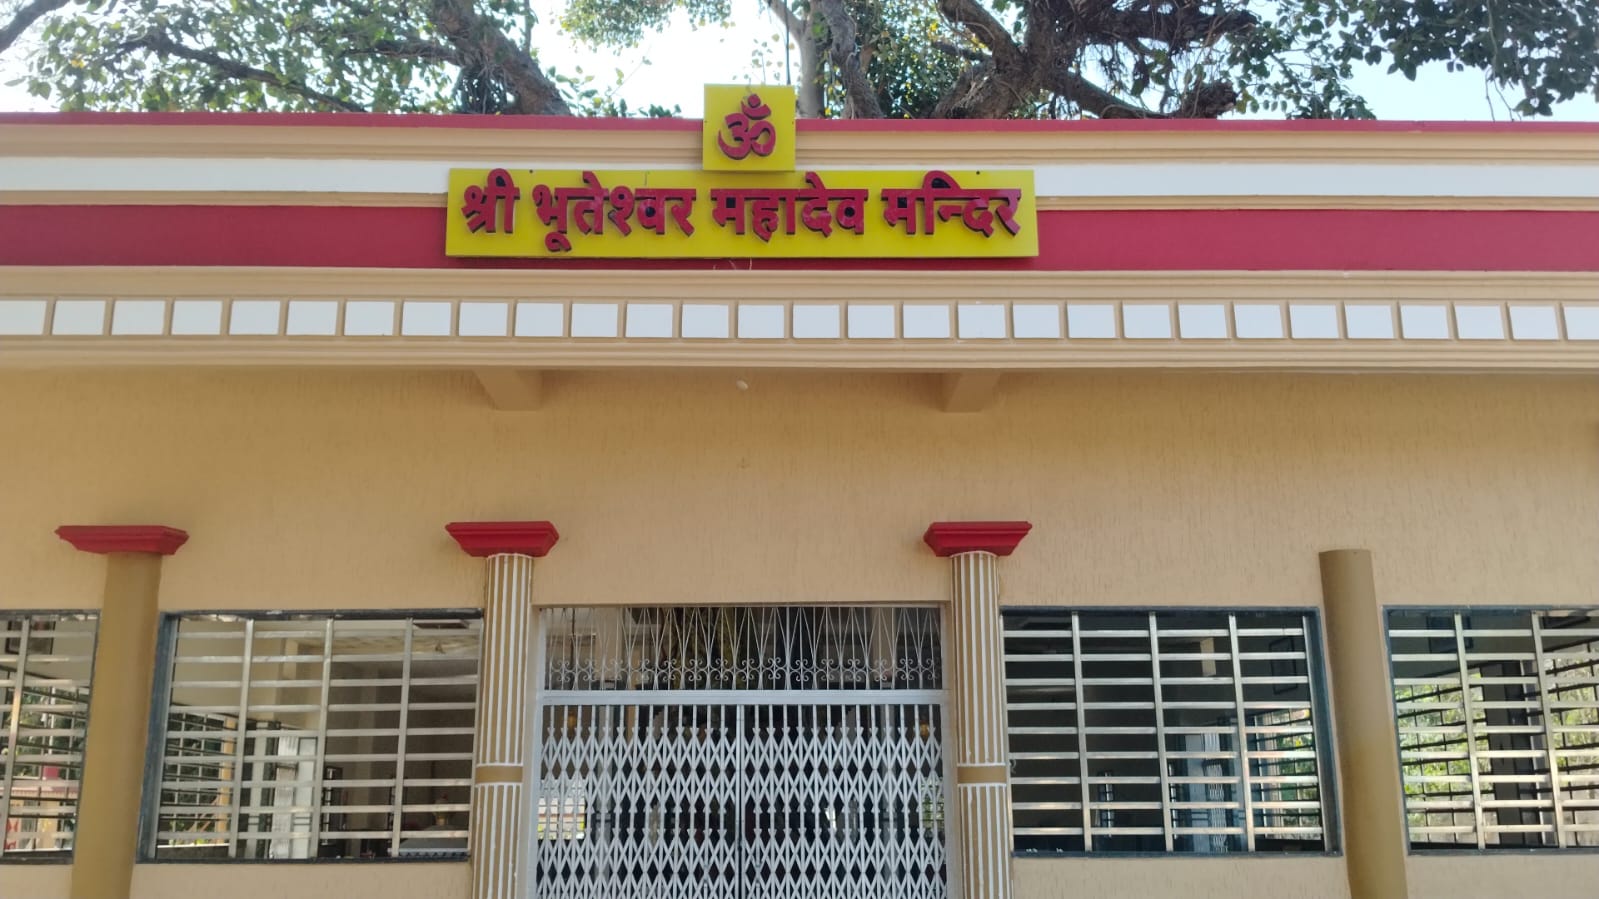 ॐ
श्री भूतेश्वर महादेव मन्दिर